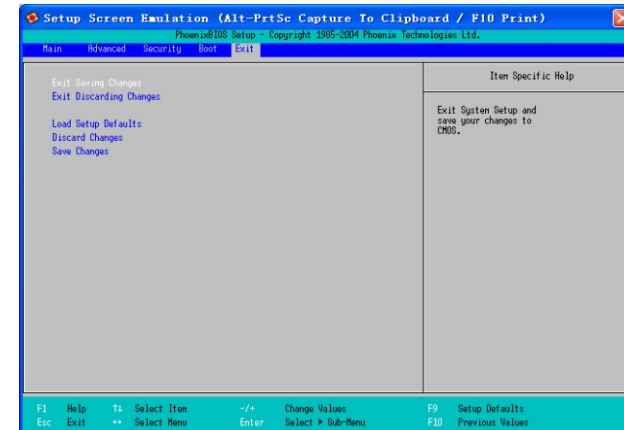 Setup Screen Emulation (Alt-PrtSc Capture To Clipboard / F10 Print)
PhoenixBIOS Setup - Copyright 1985-2004 Phoenix Technologies Ltd.
Main Advanced Security Boot Exit
Exit Saving Changes
Exit Discarding Changes
Load Setup Defaults
Discard Changes
Save Changes
Item Specific Help
Exit System Setup and
save your changes to
CMOS.
F1 Help ↑↓ Select Item -/+ Change Values F9 Setup Defaults
Esc Exit ↔ Select Menu Enter Select ▶ Sub-Menu F10 Previous Values